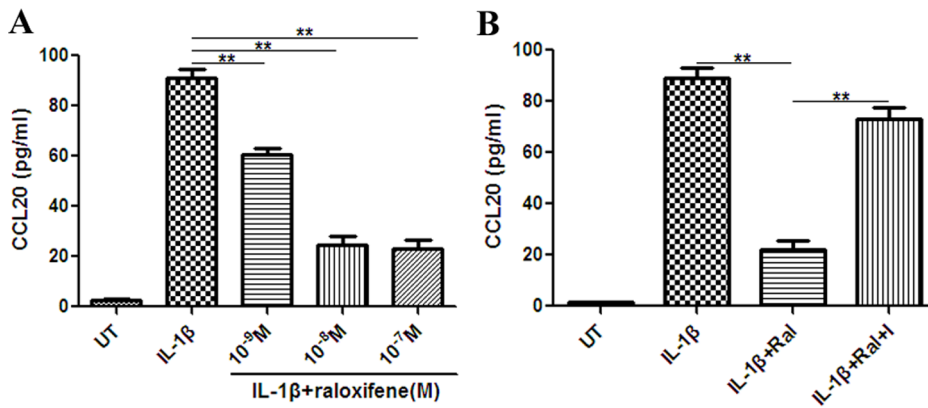 A
CCL20 (pg/ml)
100
80
60
40
20
0
**
**
**
UT
IL-1β
10⁻⁹M
10⁻⁸M
10⁻⁷M
IL-1β+raloxifene(M)
B
CCL20 (pg/ml)
100
80
60
40
20
0
**
**
UT
IL-1β
IL-1β+Ral
IL-1β+Ral+I